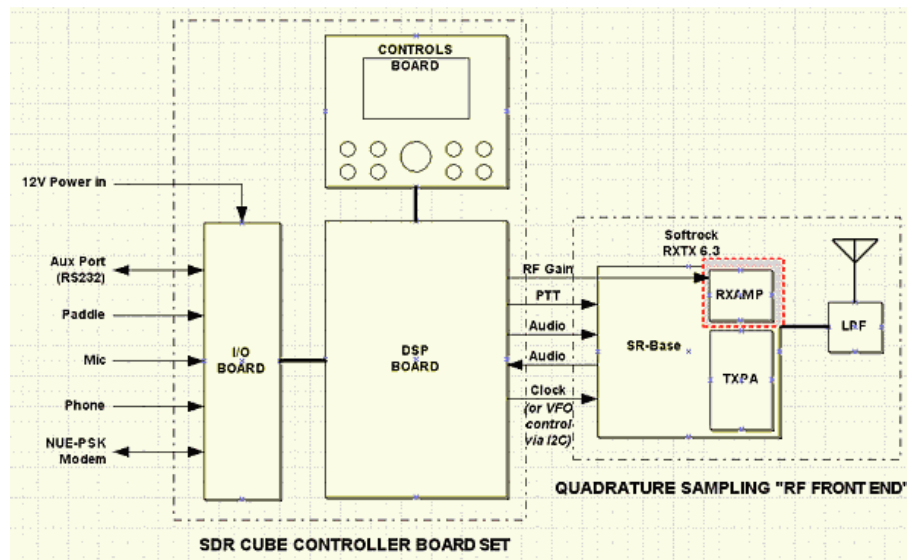 CONTROLS
BOARD
12V Power in
Aux Port
(RS232)
Paddle
Mic
Phone
NUE-PSK
Modem
I/O
BOARD
DSP
BOARD
RF Gain
PTT
Audio
Audio
Clock
(or VFO
control
via I2C)
Softrock
RXTX 6.3
RXAMP
SR-Base
TXPA
LPF
QUADRATURE SAMPLING "RF FRONT END"
SDR CUBE CONTROLLER BOARD SET